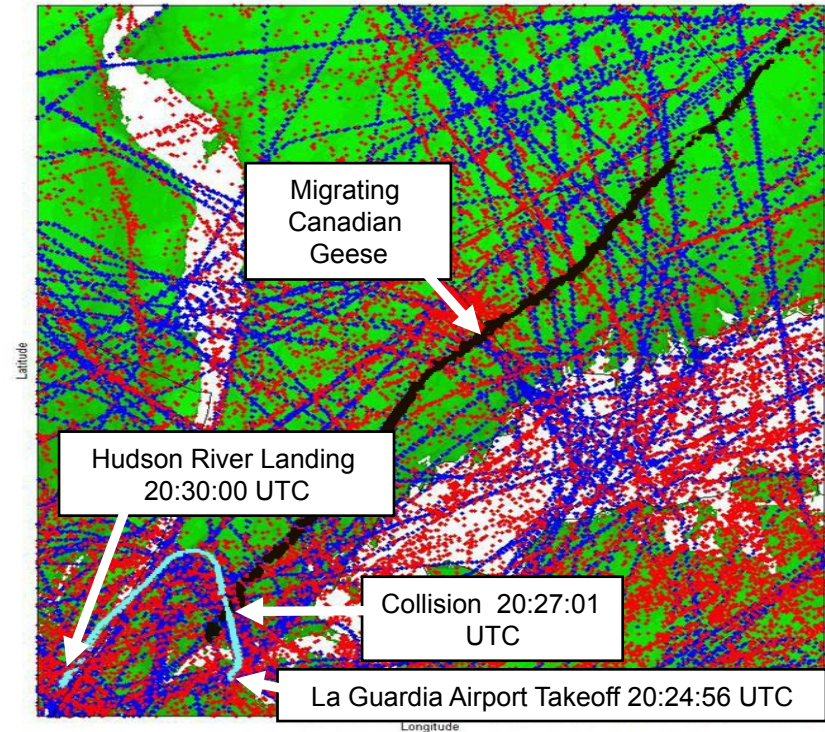 Migrating
Canadian
Geese
Latitude
Hudson River Landing
20:30:00 UTC
Collision 20:27:01
UTC
La Guardia Airport Takeoff 20:24:56 UTC
Longitude